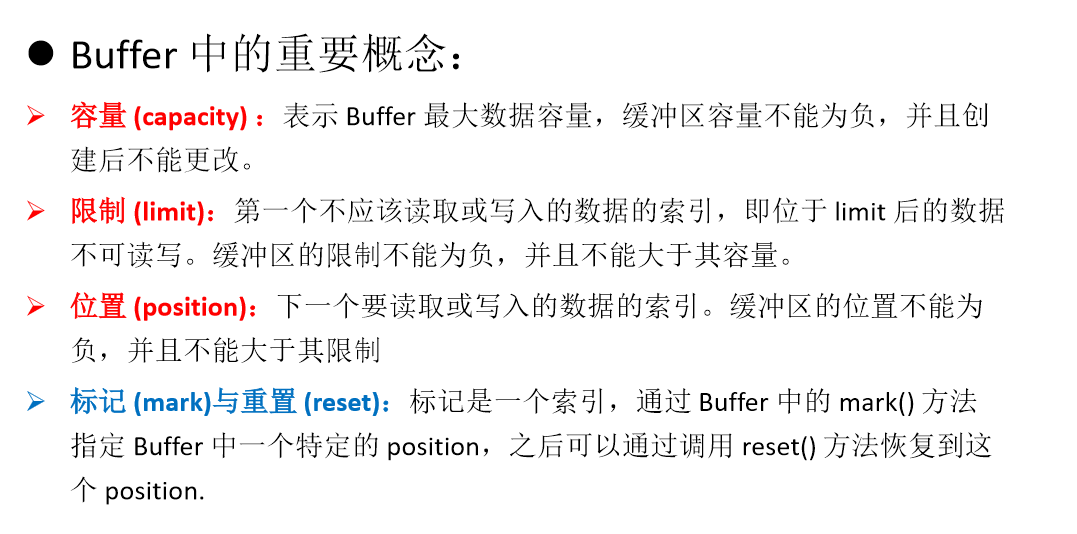 ● Buffer 中的重要概念：
➢ 容量 (capacity) ：表示 Buffer 最大数据容量，缓冲区容量不能为负，并且创
建后不能更改。
➢ 限制 (limit)：第一个不应该读取或写入的数据的索引，即位于 limit 后的数据
不可读写。缓冲区的限制不能为负，并且不能大于其容量。
➢ 位置 (position)：下一个要读取或写入的数据的索引。缓冲区的位置不能为
负，并且不能大于其限制
➢ 标记 (mark)与重置 (reset)：标记是一个索引，通过 Buffer 中的 mark() 方法
指定 Buffer 中一个特定的 position，之后可以通过调用 reset() 方法恢复到这
个 position.